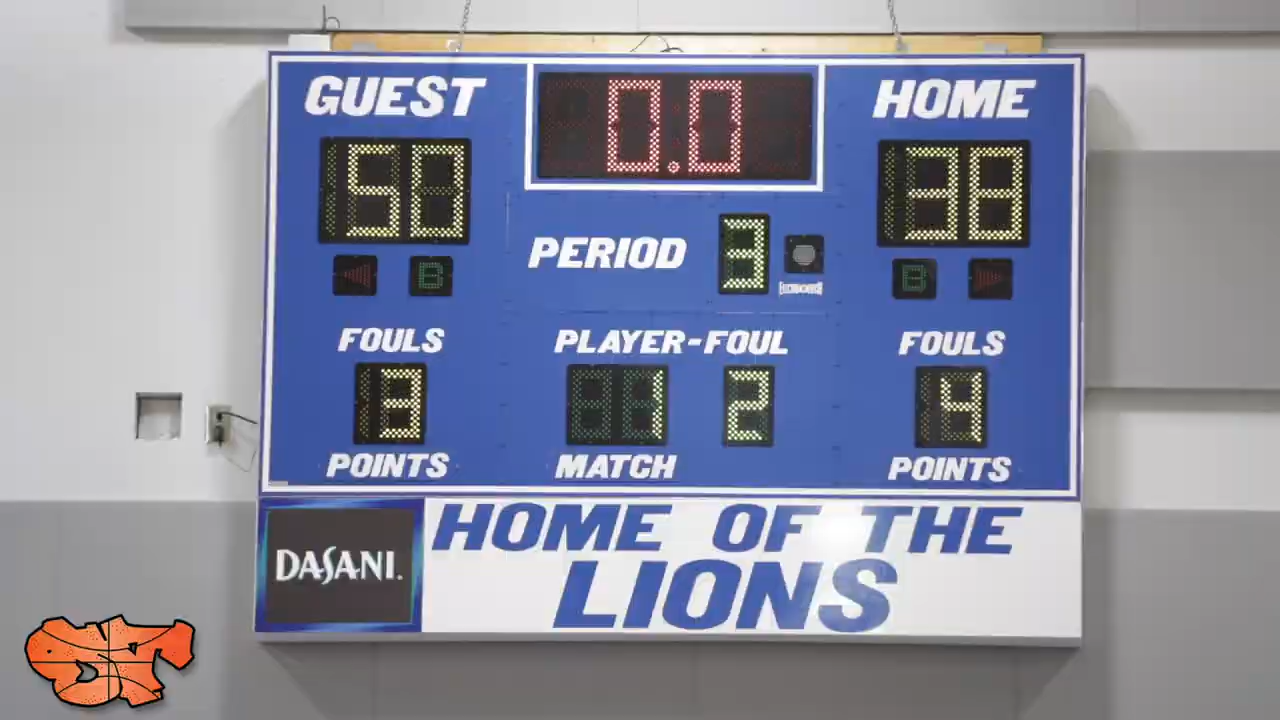 GUEST
0.0
HOME
50
38
PERIOD
3
B
B
FOULS
PLAYER-FOUL
FOULS
3
1
2
4
POINTS
MATCH
POINTS
DASANI.
HOME OF THE
LIONS